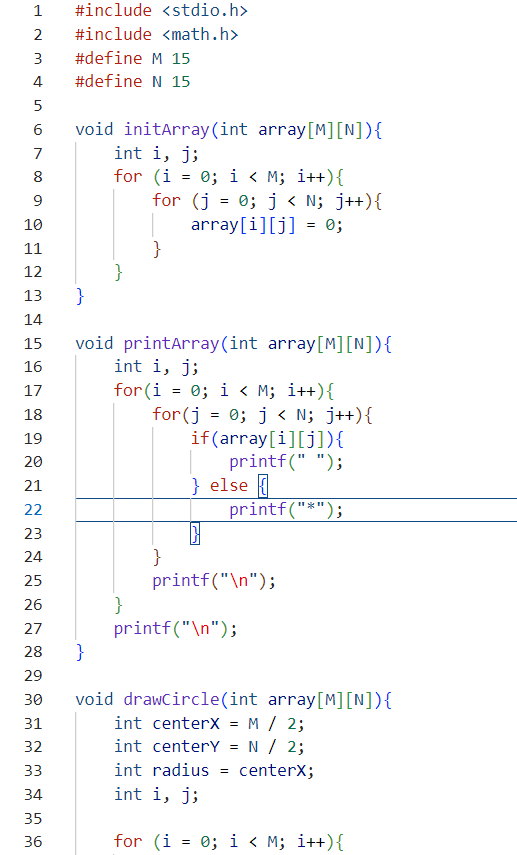 1 #include <stdio.h>
2 #include <math.h>
3 #define M 15
4 #define N 15
5
6 void initArray(int array[M][N]){
7     int i, j;
8     for (i = 0; i < M; i++){
9         for (j = 0; j < N; j++){
10             array[i][j] = 0;
11         }
12     }
13 }
14
15 void printArray(int array[M][N]){
16     int i, j;
17     for(i = 0; i < M; i++){
18         for(j = 0; j < N; j++){
19             if(array[i][j]){
20                 printf(" ");
21             } else {
22                 printf("*");
23             }
24         }
25         printf("\n");
26     }
27     printf("\n");
28 }
29
30 void drawCircle(int array[M][N]){
31     int centerX = M / 2;
32     int centerY = N / 2;
33     int radius = centerX;
34     int i, j;
35
36     for (i = 0; i < M; i++){